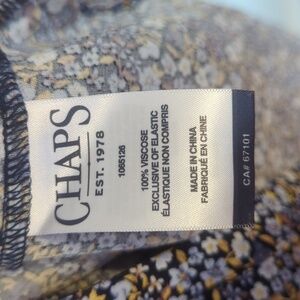 CHAPS
EST. 1978
1065126
100% VISCOSE
EXCLUSIVE OF ELASTIC
ÉLASTIQUE NON COMPRIS
MADE IN CHINA
FABRIQUÉ EN CHINE
CA# 67101